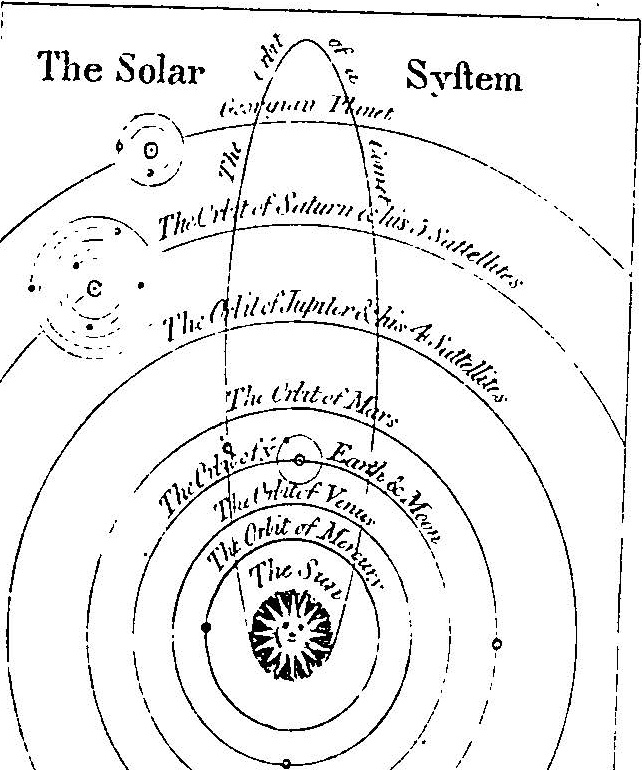 The Solar Syſtem
The Orbit of a Comet
Georgian Planet
The Orbit of Saturn & his 5 Sattellites
The Orbit of Jupiter & his 4 Sattellites
The Orbit of Mars
The Orbit of yᵉ Earth & Moon
The Orbit of Venus
The Orbit of Mercury
The Sun